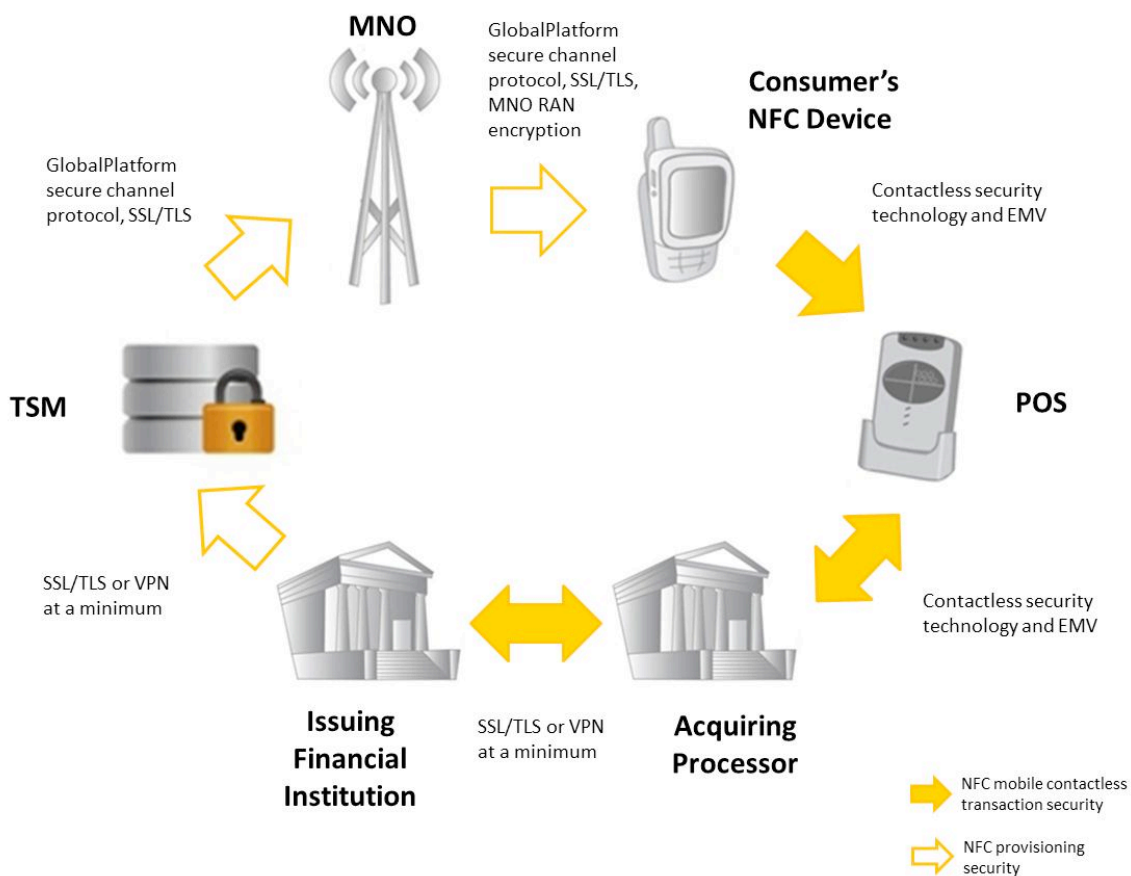 MNO
GlobalPlatform
secure channel
protocol, SSL/TLS,
MNO RAN
encryption
Consumer's
NFC Device
GlobalPlatform
secure channel
protocol, SSL/TLS
Contactless security
technology and EMV
TSM
POS
SSL/TLS or VPN
at a minimum
Contactless security
technology and EMV
Issuing
Financial
Institution
SSL/TLS or VPN
at a minimum
Acquiring
Processor
NFC mobile contactless
transaction security
NFC provisioning
security